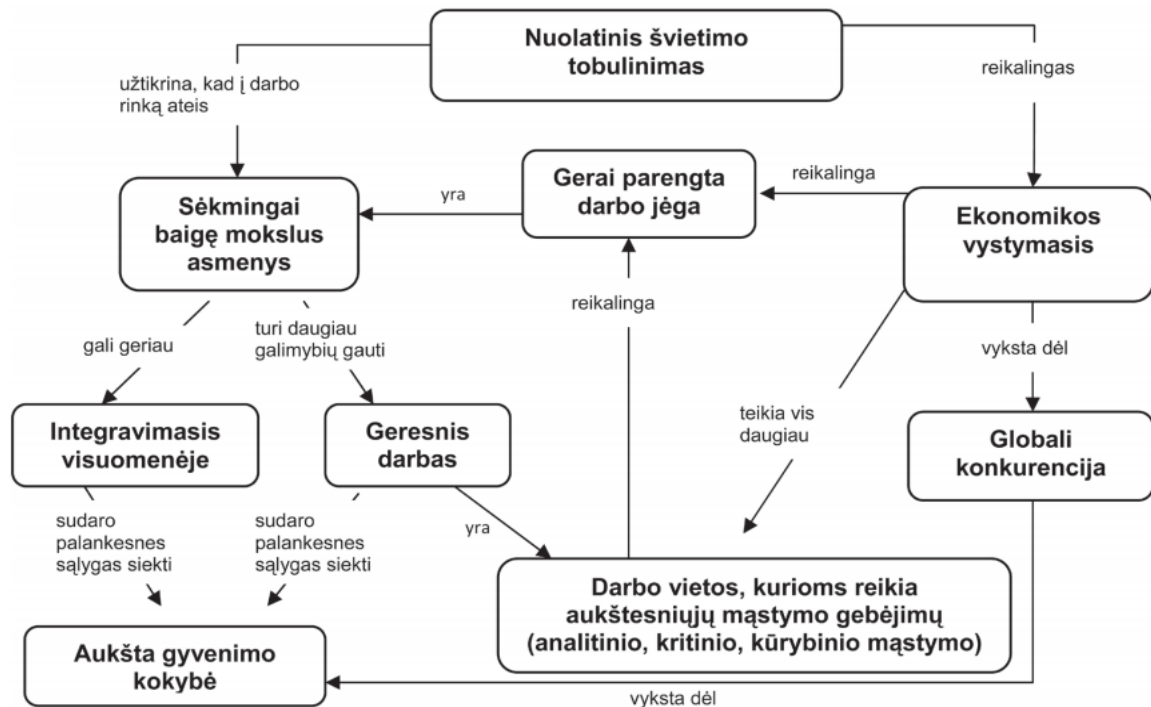 Nuolatinis švietimo
tobulinimas
užtikrina, kad į darbo
rinką ateis
reikalingas
Gerai parengta
darbo jėga
reikalinga
yra
Sėkmingai
baigę mokslus
asmenys
Ekonomikos
vystymasis
reikalinga
gali geriau
turi daugiau
galimybių gauti
vyksta dėl
Integravimasis
visuomenėje
Geresnis
darbas
teikia vis
daugiau
Globali
konkurencija
sudaro
palankesnes
sąlygas siekti
sudaro
palankesnes
sąlygas siekti
yra
Darbo vietos, kurioms reikia
aukštesniųjų mąstymo gebėjimų
(analitinio, kritinio, kūrybinio mąstymo)
Aukšta gyvenimo
kokybė
vyksta dėl